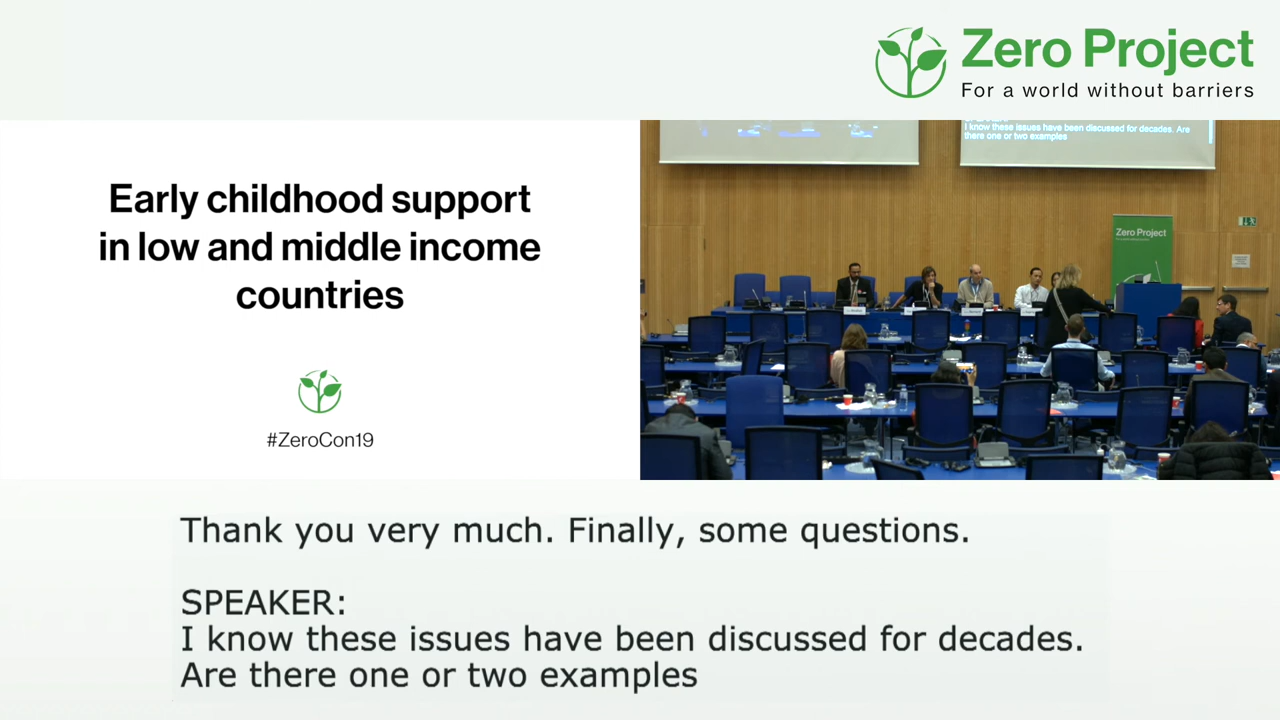 Zero Project
For a world without barriers
Early childhood support
in low and middle income
countries
#ZeroCon19
I know these issues have been discussed for decades. Are
there one or two examples
Zero Project
Thank you very much. Finally, some questions.
SPEAKER:
I know these issues have been discussed for decades.
Are there one or two examples